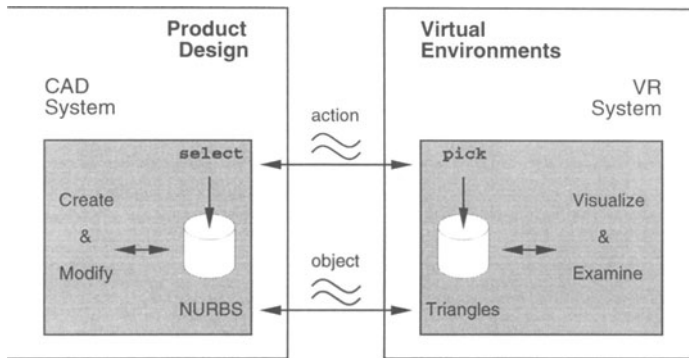 Product
Design
CAD
System
select
Create
&
Modify
NURBS
action
object
Virtual
Environments
VR
System
pick
Visualize
&
Examine
Triangles